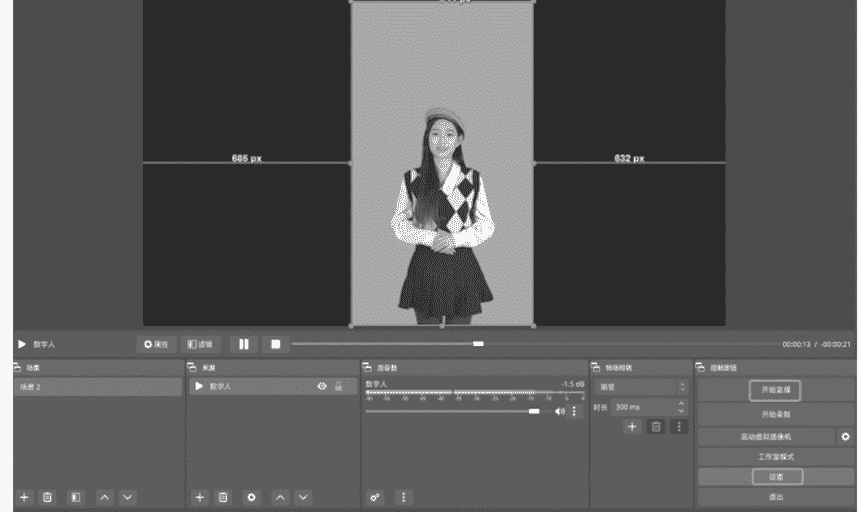 685 px
632 px
数字人
属性
滤镜
00:00:13 / -00:00:21
场景
来源
混音器
转场特效
控制按钮
场景 2
数字人
数字人
-1.5 dB
渐变
时长 300 ms
开始直播
开始录制
启动虚拟摄像机
工作室模式
设置
退出